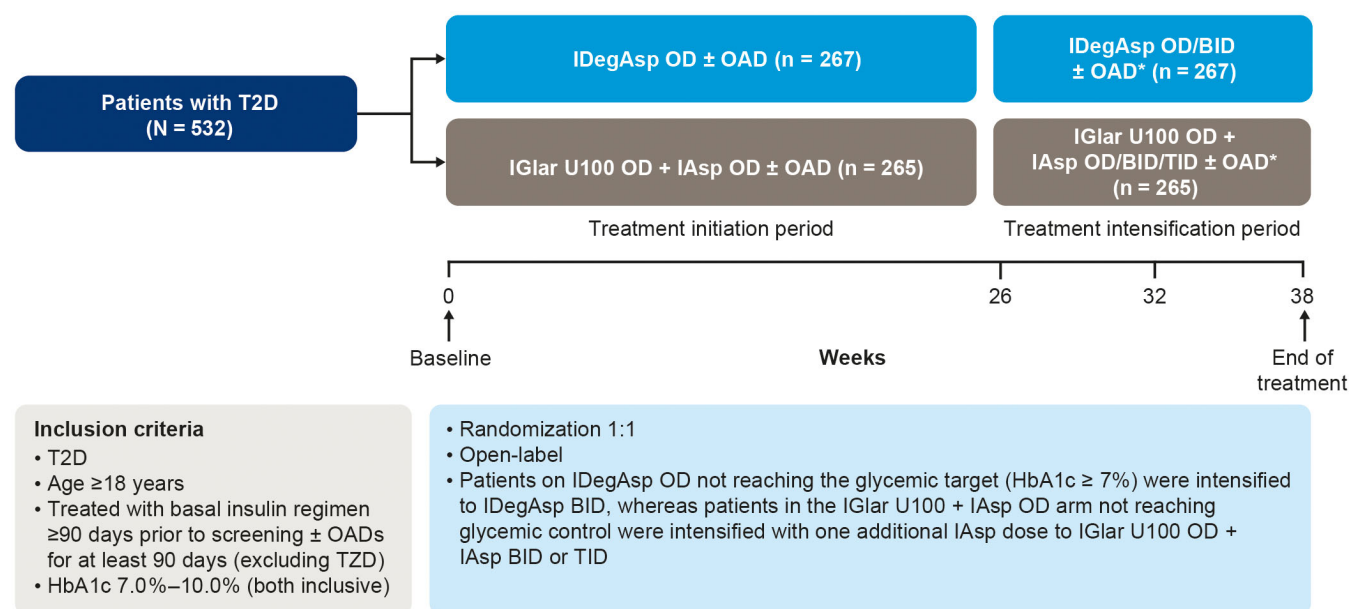 Patients with T2D
(N = 532)
IDegAsp OD ± OAD (n = 267)
IDegAsp OD/BID
± OAD* (n = 267)
IGlar U100 OD + IAsp OD ± OAD (n = 265)
IGlar U100 OD +
IAsp OD/BID/TID ± OAD*
(n = 265)
Treatment initiation period
Treatment intensification period
0
26
32
38
Baseline
Weeks
End of
treatment
Inclusion criteria
• T2D
• Age ≥18 years
• Treated with basal insulin regimen
≥90 days prior to screening ± OADs
for at least 90 days (excluding TZD)
• HbA1c 7.0%–10.0% (both inclusive)
• Randomization 1:1
• Open-label
• Patients on IDegAsp OD not reaching the glycemic target (HbA1c ≥ 7%) were intensified
to IDegAsp BID, whereas patients in the IGlar U100 + IAsp OD arm not reaching
glycemic control were intensified with one additional IAsp dose to IGlar U100 OD +
IAsp BID or TID